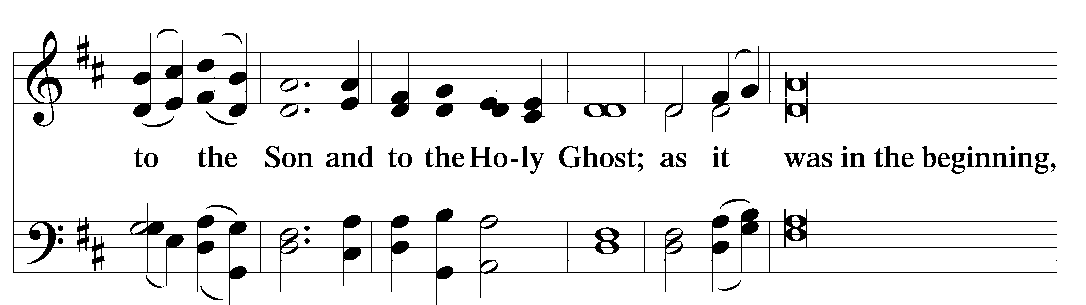 to the Son and to the Ho-ly Ghost; as it was in the beginning,